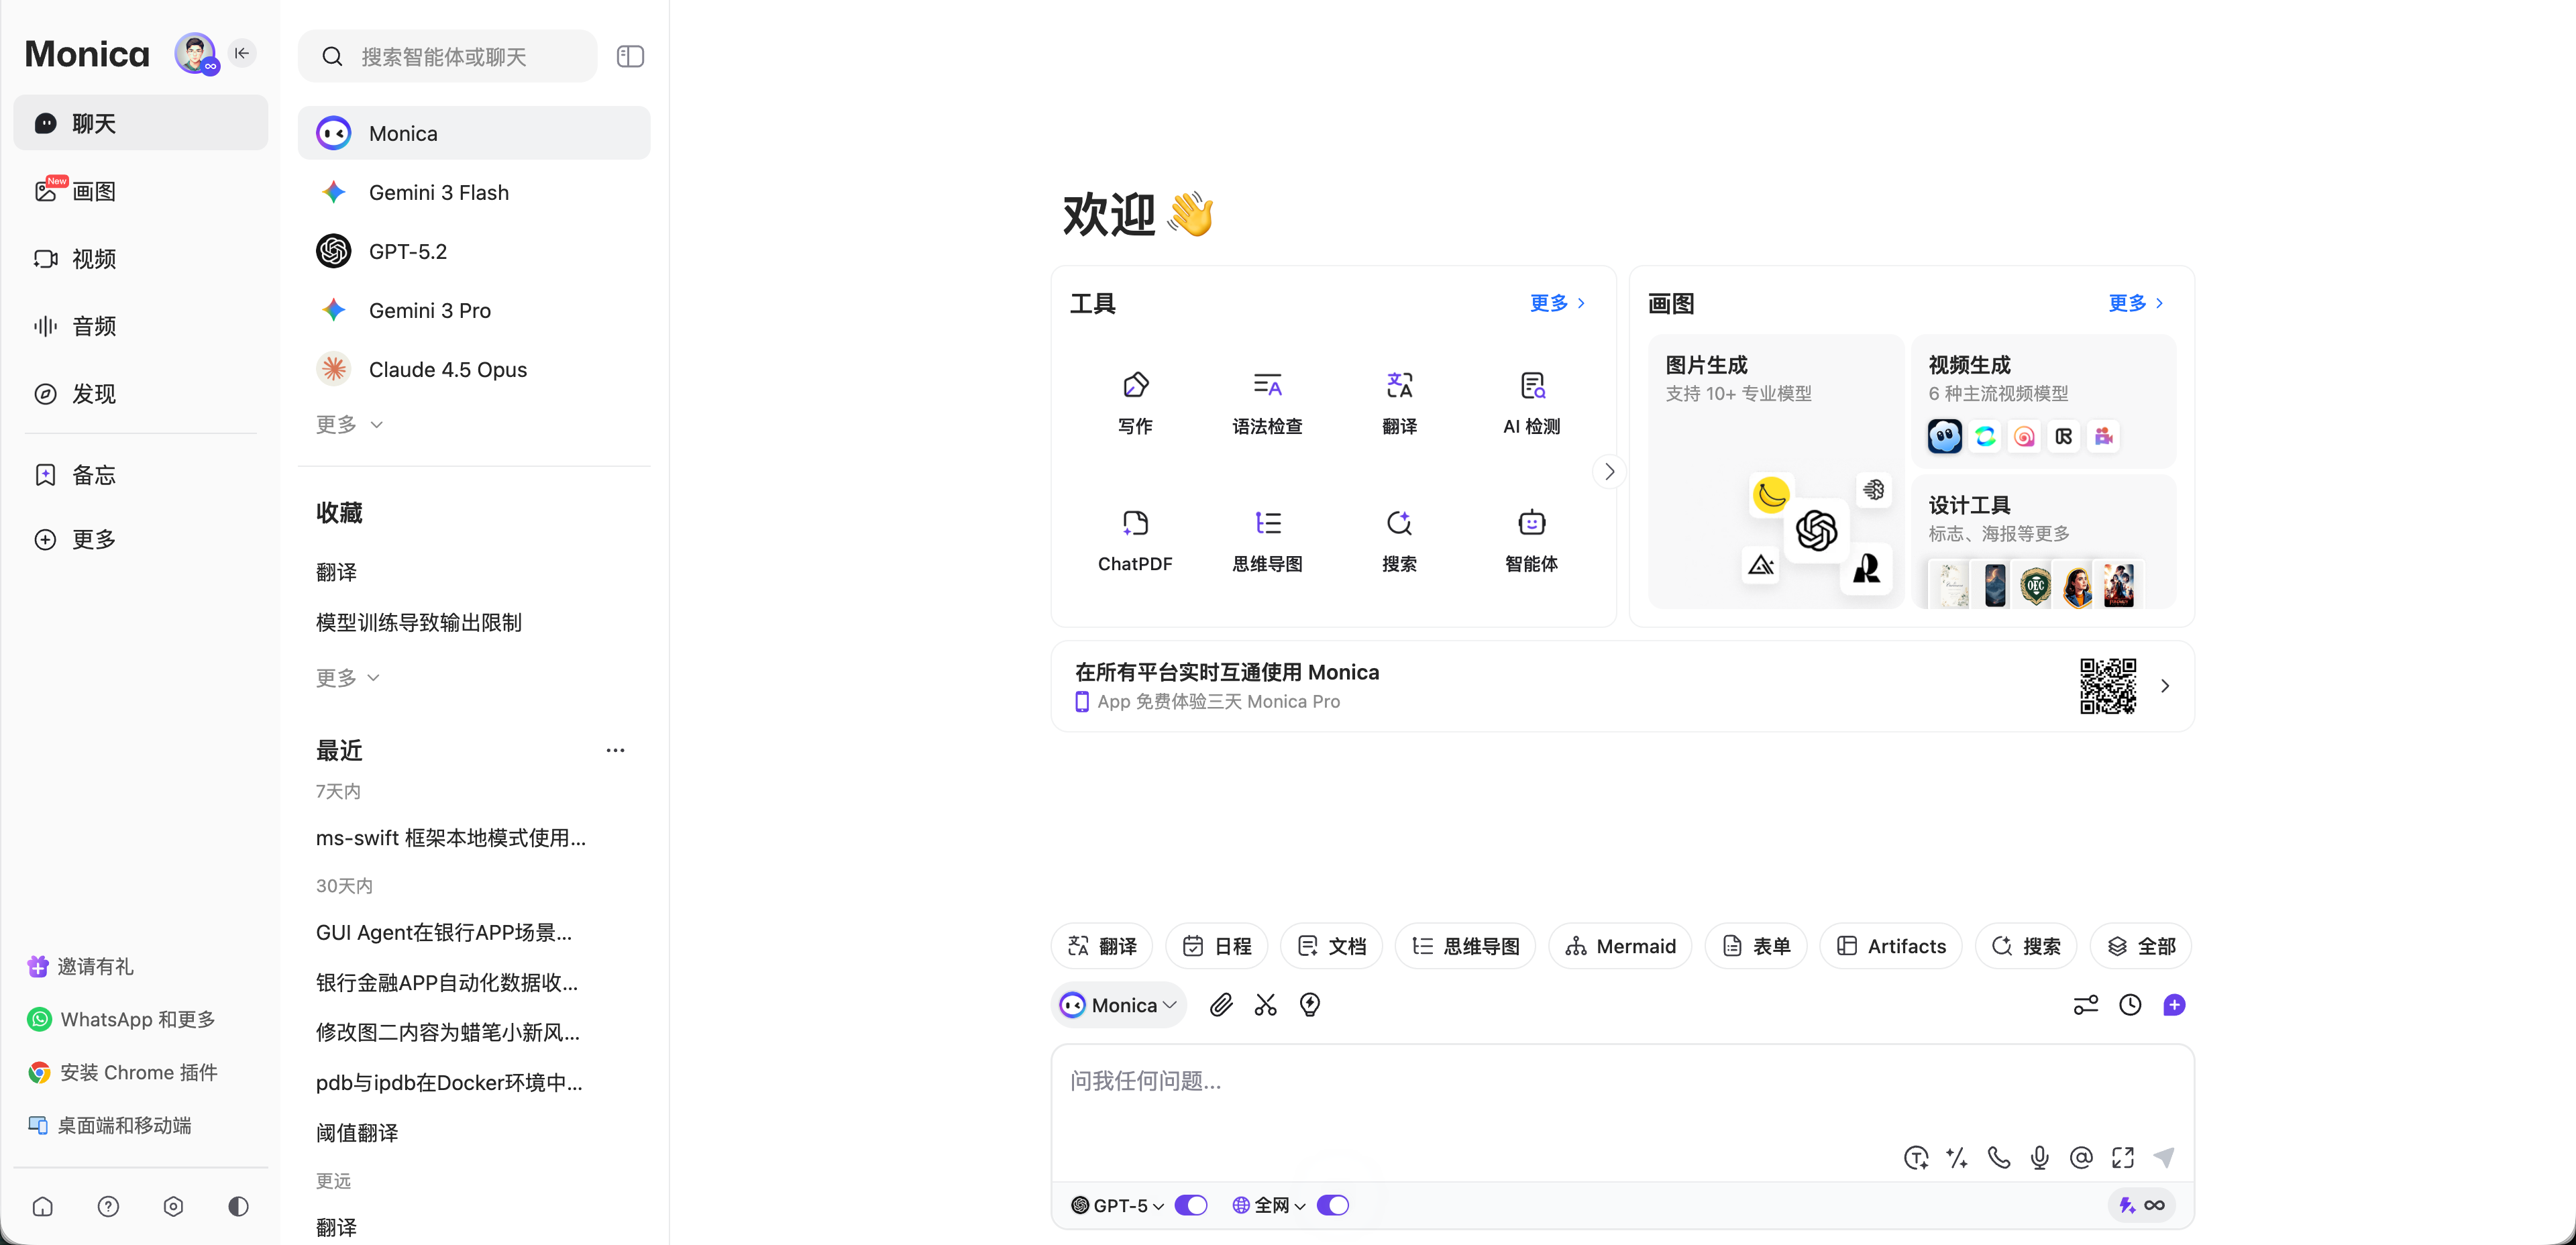 Monica
聊天
New
画图
视频
音频
发现
备忘
更多
邀请有礼
WhatsApp 和更多
安装 Chrome 插件
桌面端和移动端
搜索智能体或聊天
Monica
Gemini 3 Flash
GPT-5.2
Gemini 3 Pro
Claude 4.5 Opus
更多
收藏
翻译
模型训练导致输出限制
更多
最近
7天内
ms-swift 框架本地模式使用...
30天内
GUI Agent在银行APP场景...
银行金融APP自动化数据收...
修改图二内容为蜡笔小新风...
pdb与ipdb在Docker环境中...
阈值翻译
更远
翻译
欢迎 👋
工具
更多
写作
语法检查
翻译
AI 检测
ChatPDF
思维导图
搜索
智能体
画图
更多
图片生成
支持 10+ 专业模型
视频生成
6 种主流视频模型
设计工具
标志、海报等更多
OEC
在所有平台实时互通使用 Monica
App 免费体验三天 Monica Pro
翻译
日程
文档
思维导图
Mermaid
表单
Artifacts
搜索
全部
Monica
问我任何问题...
GPT-5
全网